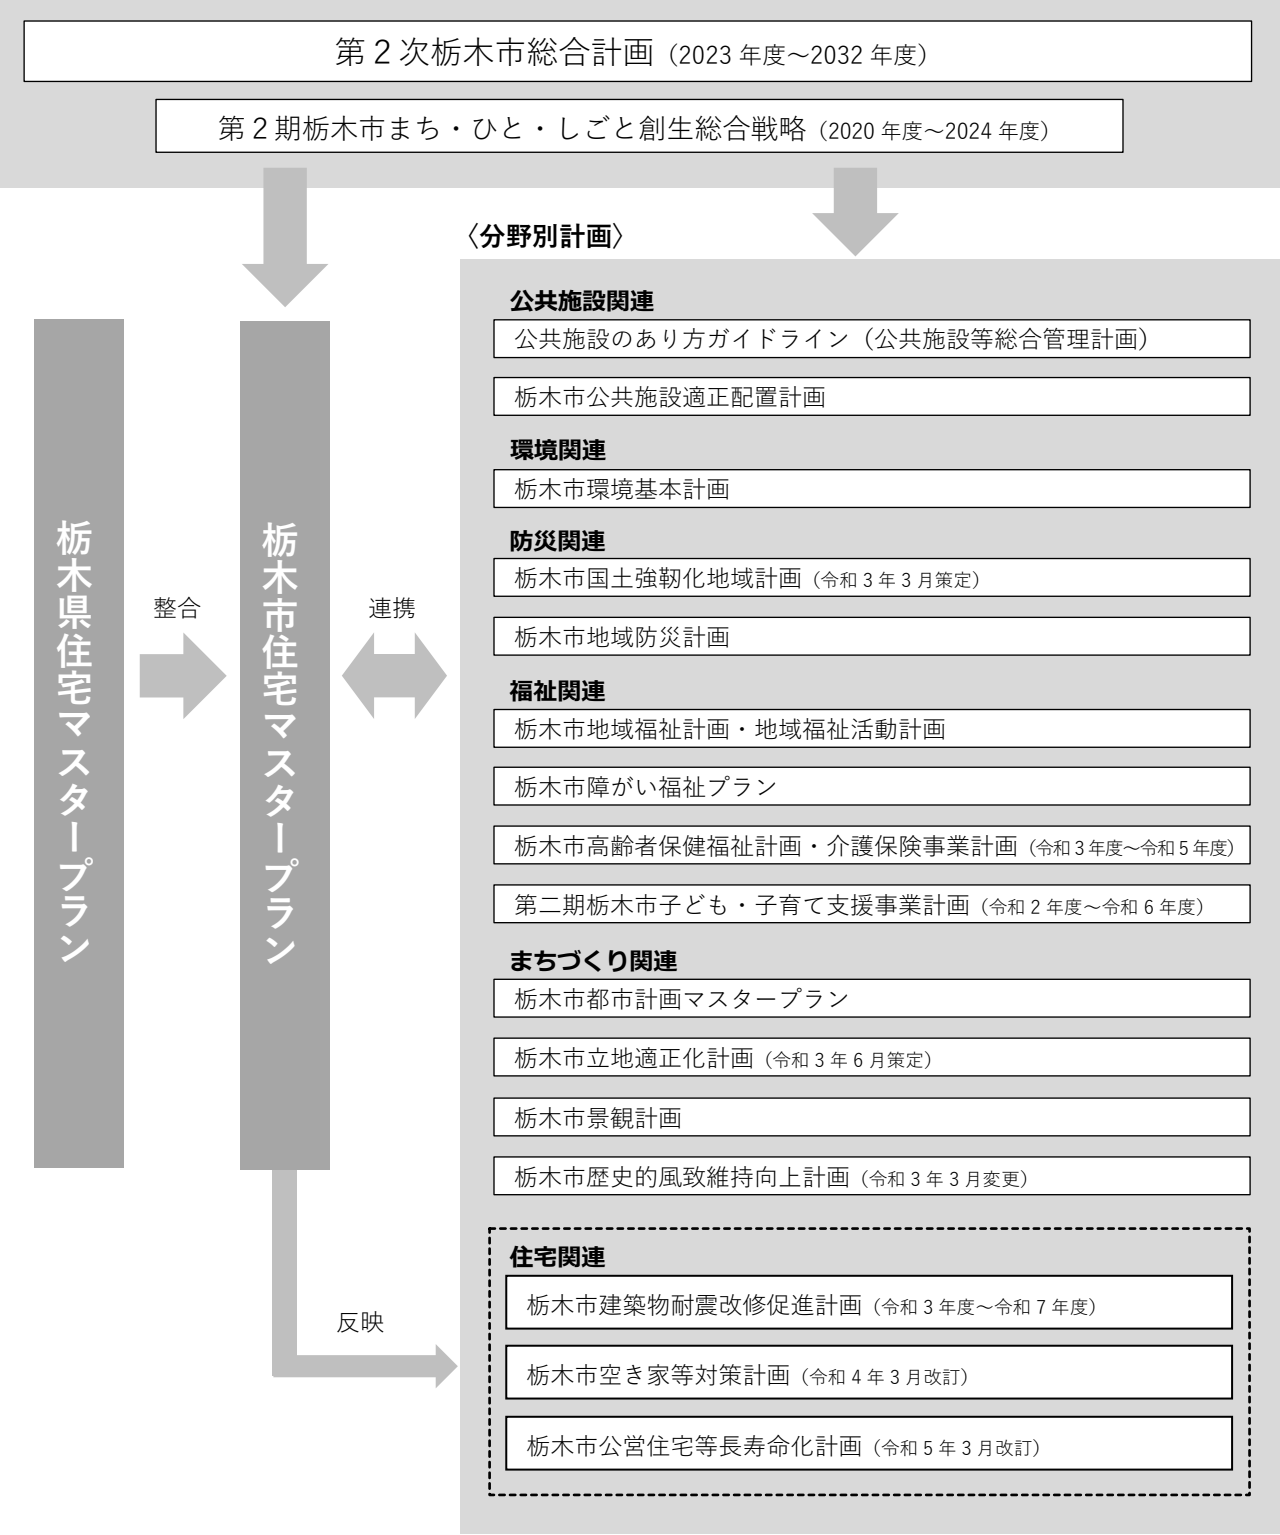 第２次栃木市総合計画（2023 年度～2032 年度）
第２期栃木市まち・ひと・しごと創生総合戦略（2020 年度～2024 年度）
栃木県住宅マスタープラン
整合
栃木市住宅マスタープラン
連携
反映
〈分野別計画〉
公共施設関連
公共施設のあり方ガイドライン（公共施設等総合管理計画）
栃木市公共施設適正配置計画
環境関連
栃木市環境基本計画
防災関連
栃木市国土強靭化地域計画（令和 3 年 3 月策定）
栃木市地域防災計画
福祉関連
栃木市地域福祉計画・地域福祉活動計画
栃木市障がい福祉プラン
栃木市高齢者保健福祉計画・介護保険事業計画（令和 3 年度～令和 5 年度）
第二期栃木市子ども・子育て支援事業計画（令和 2 年度～令和 6 年度）
まちづくり関連
栃木市都市計画マスタープラン
栃木市立地適正化計画（令和 3 年 6 月策定）
栃木市景観計画
栃木市歴史的風致維持向上計画（令和 3 年 3 月変更）
住宅関連
栃木市建築物耐震改修促進計画（令和 3 年度～令和 7 年度）
栃木市空き家等対策計画（令和 4 年 3 月改訂）
栃木市公営住宅等長寿命化計画（令和 5 年 3 月改訂）